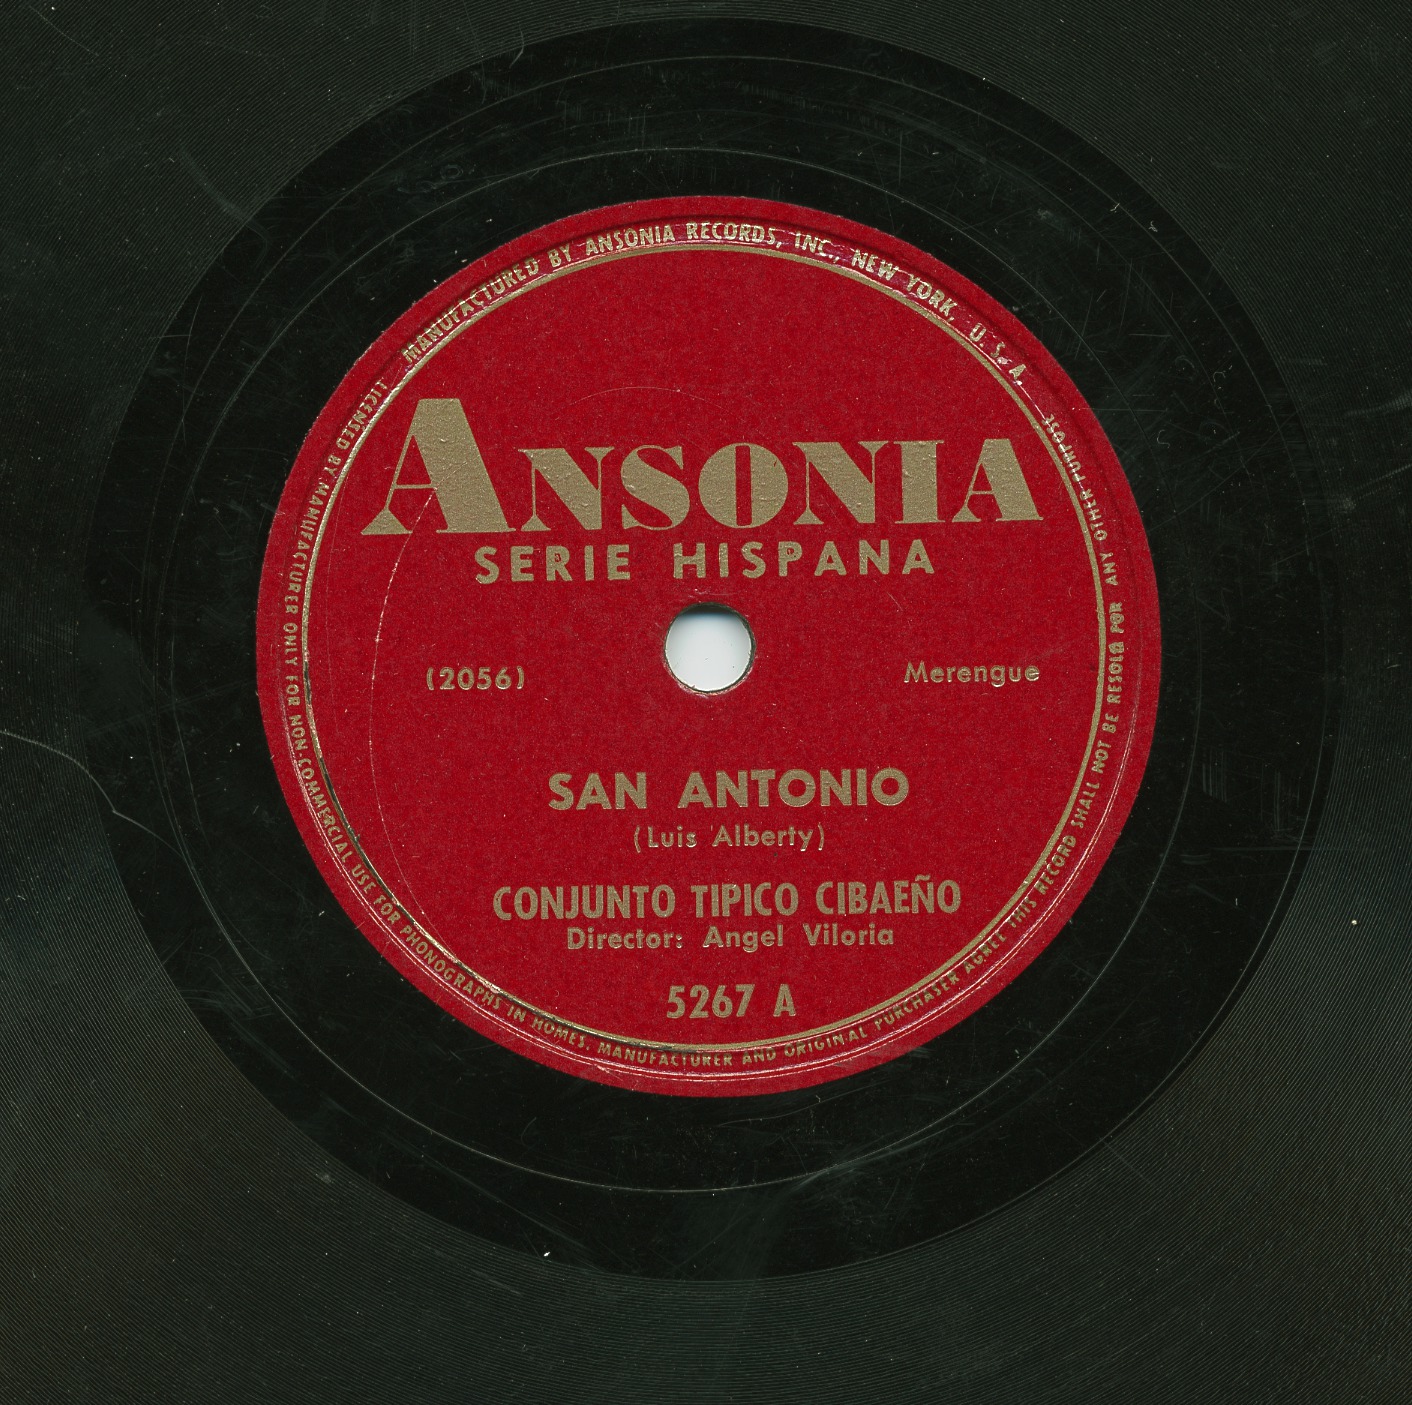 MANUFACTURED BY ANSONIA RECORDS, INC., NEW YORK, U. S. A.
ANSONIA
SERIE HISPANA
(2056)
Merengue
SAN ANTONIO
(Luis Alberty)
CONJUNTO TIPICO CIBAEÑO
Director: Angel Viloria
5267 A
LICENSED BY MANUFACTURER ONLY FOR NON-COMMERCIAL USE FOR PHONOGRAPHS IN HOMES. MANUFACTURER AND ORIGINAL PURCHASER AGREE THIS RECORD SHALL NOT BE RESOLD FOR ANY OTHER PURPOSE